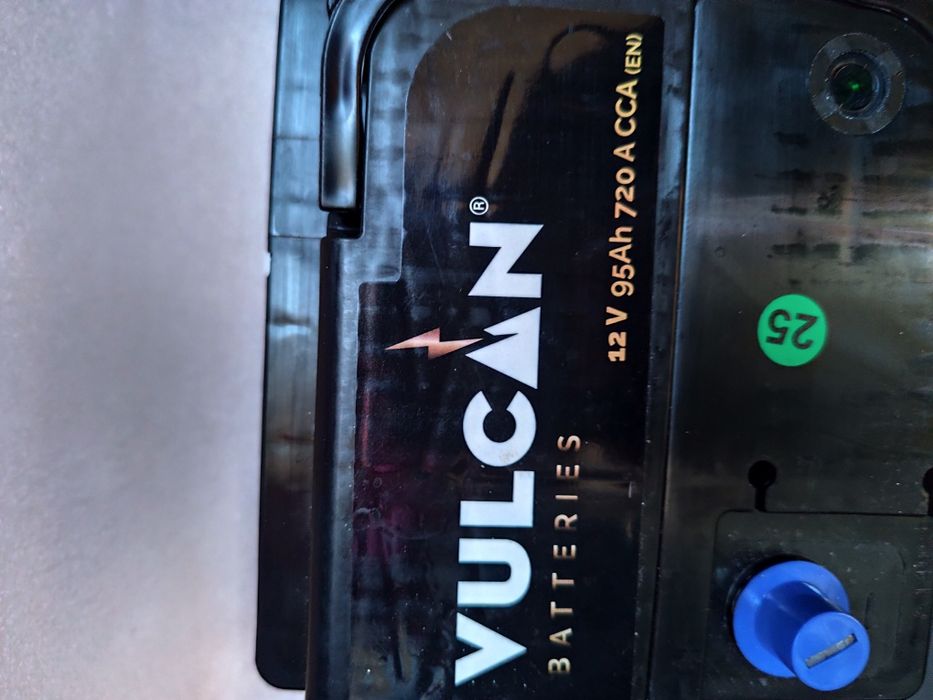 VULCAN®
BATTERIES
12 V 95Ah 720 A CCA (EN)
25